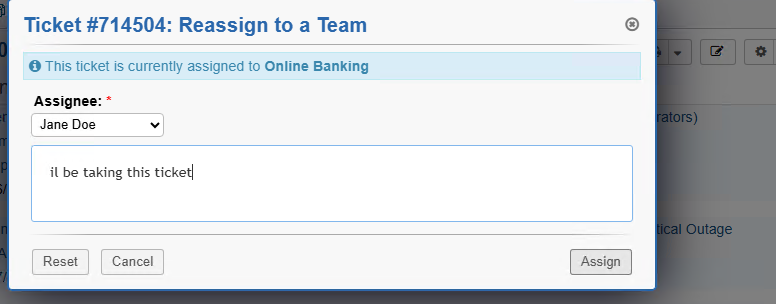 Ticket #714504: Reassign to a Team
This ticket is currently assigned to Online Banking
Assignee: *
Jane Doe
il be taking this ticket
Reset
Cancel
Assign
rators)
tical Outage